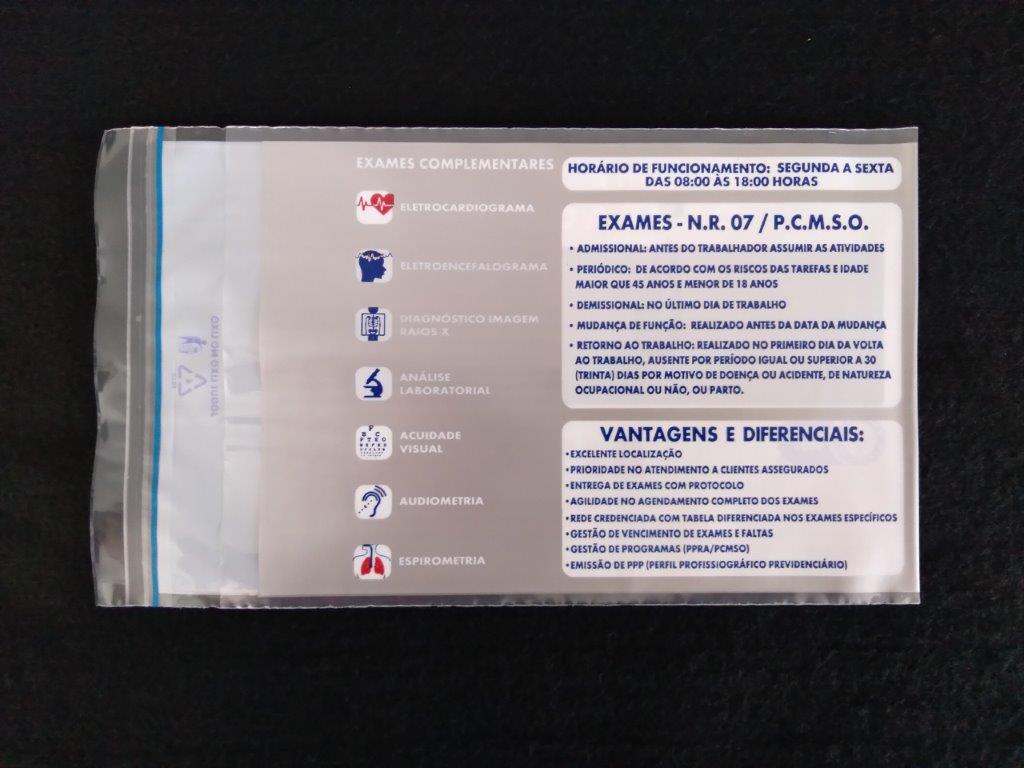 EXAMES COMPLEMENTARES
ELETROCARDIOGRAMA
ELETROENCEFALOGRAMA
DIAGNÓSTICO IMAGEM
RAIOS X
ANÁLISE
LABORATORIAL
ACUIDADE
VISUAL
AUDIOMETRIA
ESPIROMETRIA
HORÁRIO DE FUNCIONAMENTO: SEGUNDA A SEXTA
DAS 08:00 ÀS 18:00 HORAS
EXAMES - N.R. 07 / P.C.M.S.O.
• ADMISSIONAL: ANTES DO TRABALHADOR ASSUMIR AS ATIVIDADES
• PERIÓDICO: DE ACORDO COM OS RISCOS DAS TAREFAS E IDADE
MAIOR QUE 45 ANOS E MENOR DE 18 ANOS
• DEMISSIONAL: NO ÚLTIMO DIA DE TRABALHO
• MUDANÇA DE FUNÇÃO: REALIZADO ANTES DA DATA DA MUDANÇA
• RETORNO AO TRABALHO: REALIZADO NO PRIMEIRO DIA DA VOLTA
AO TRABALHO, AUSENTE POR PERÍODO IGUAL OU SUPERIOR A 30
(TRINTA) DIAS POR MOTIVO DE DOENÇA OU ACIDENTE, DE NATUREZA
OCUPACIONAL OU NÃO, OU PARTO.
VANTAGENS E DIFERENCIAIS:
• EXCELENTE LOCALIZAÇÃO
• PRIORIDADE NO ATENDIMENTO A CLIENTES ASSEGURADOS
• ENTREGA DE EXAMES COM PROTOCOLO
• AGILIDADE NO AGENDAMENTO COMPLETO DOS EXAMES
• REDE CREDENCIADA COM TABELA DIFERENCIADA NOS EXAMES ESPECÍFICOS
• GESTÃO DE VENCIMENTO DE EXAMES E FALTAS
• GESTÃO DE PROGRAMAS (PPRA/PCMSO)
• EMISSÃO DE PPP (PERFIL PROFISSIOGRÁFICO PREVIDENCIÁRIO)
JOGUE LIXO NO LIXO